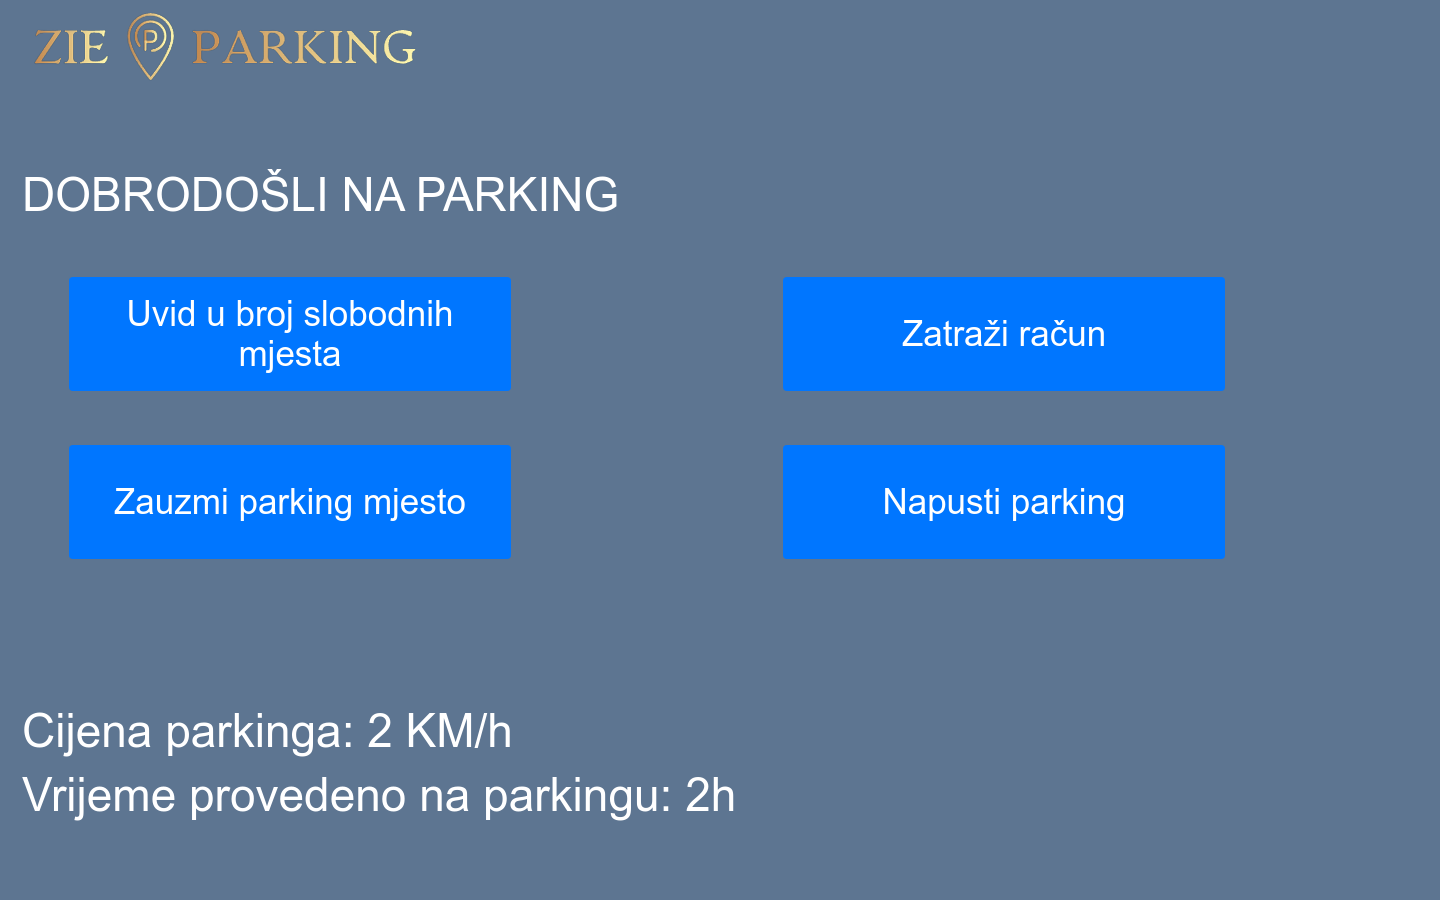 ZIE P PARKING
DOBRODOŠLI NA PARKING
Uvid u broj slobodnih
mjesta
Zatraži račun
Zauzmi parking mjesto
Napusti parking
Cijena parkinga: 2 KM/h
Vrijeme provedeno na parkingu: 2h